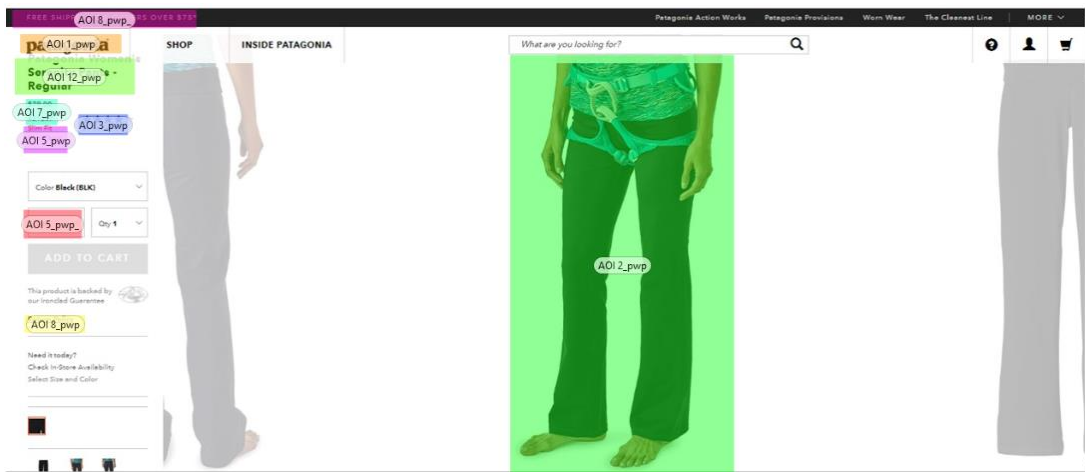 FREE SHIP AOI 8_pwp_ RS OVER $75*
Patagonia Action Works Patagonia Provisions Worn Wear The Cleanest Line MORE
AOI 1_pwp
SHOP
INSIDE PATAGONIA
What are you looking for?
Patagonia Women's
AOI 12_pwp
Regular
AOI 7_pwp
AOI 3_pwp
Slim Fit
AOI 5_pwp
Color Black (BLK)
AOI 5_pwp_
Qty 1
ADD TO CART
This product is backed by
our Ironclad Guarantee
AOI 2_pwp
AOI 8_pwp
Need it today?
Check In-Store Availability
Select Size and Color